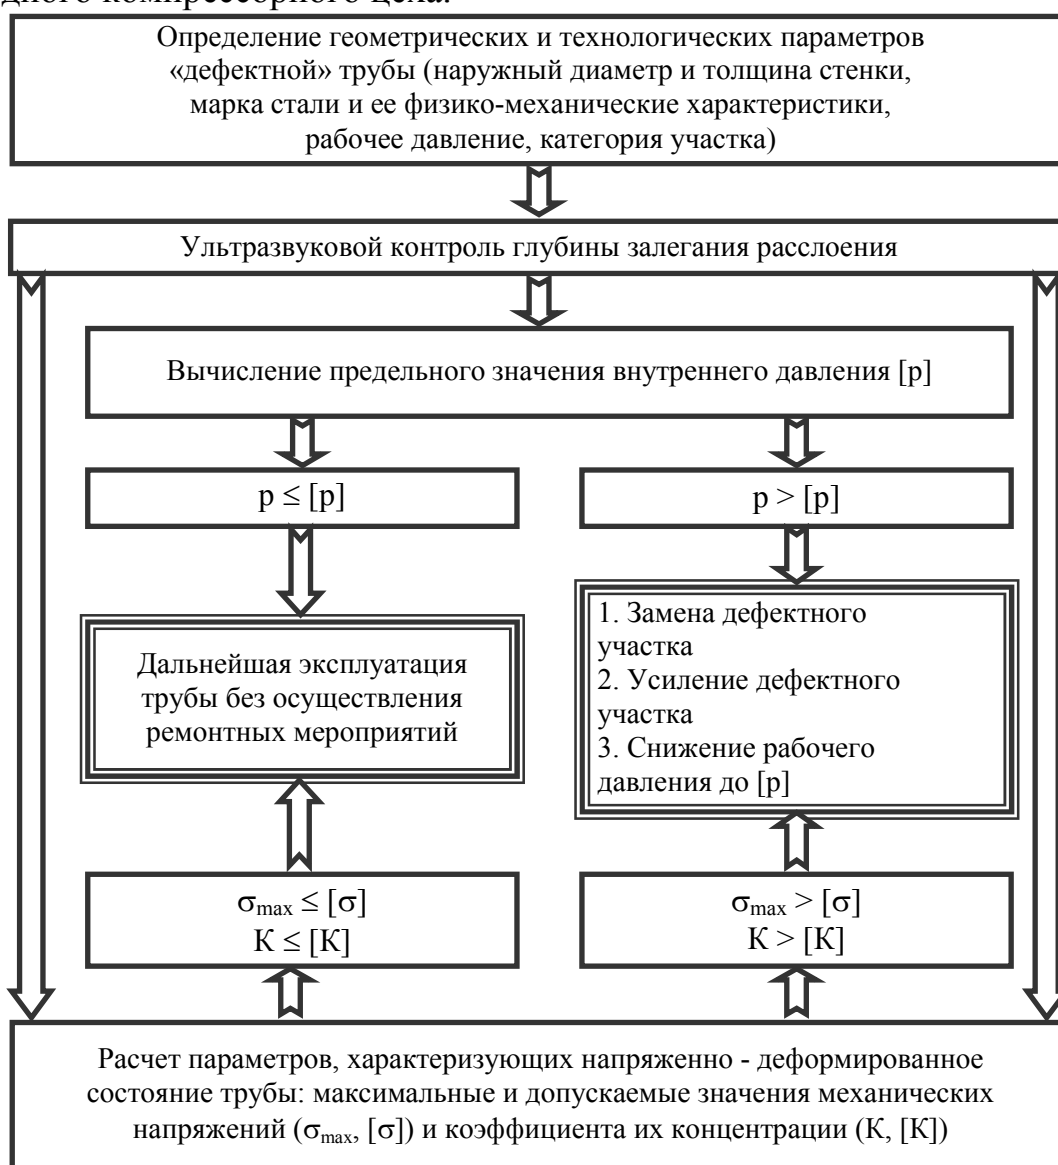 дного компрессорного цеха.
Определение геометрических и технологических параметров
«дефектной» трубы (наружный диаметр и толщина стенки,
марка стали и ее физико-механические характеристики,
рабочее давление, категория участка)
Ультразвуковой контроль глубины залегания расслоения
Вычисление предельного значения внутреннего давления [р]
р ≤ [р]
р > [р]
Дальнейшая эксплуатация
трубы без осуществления
ремонтных мероприятий
1. Замена дефектного
участка
2. Усиление дефектного
участка
3. Снижение рабочего
давления до [р]
σmax ≤ [σ]
К ≤ [К]
σmax > [σ]
К > [К]
Расчет параметров, характеризующих напряженно - деформированное
состояние трубы: максимальные и допускаемые значения механических
напряжений (σmax, [σ]) и коэффициента их концентрации (К, [К])